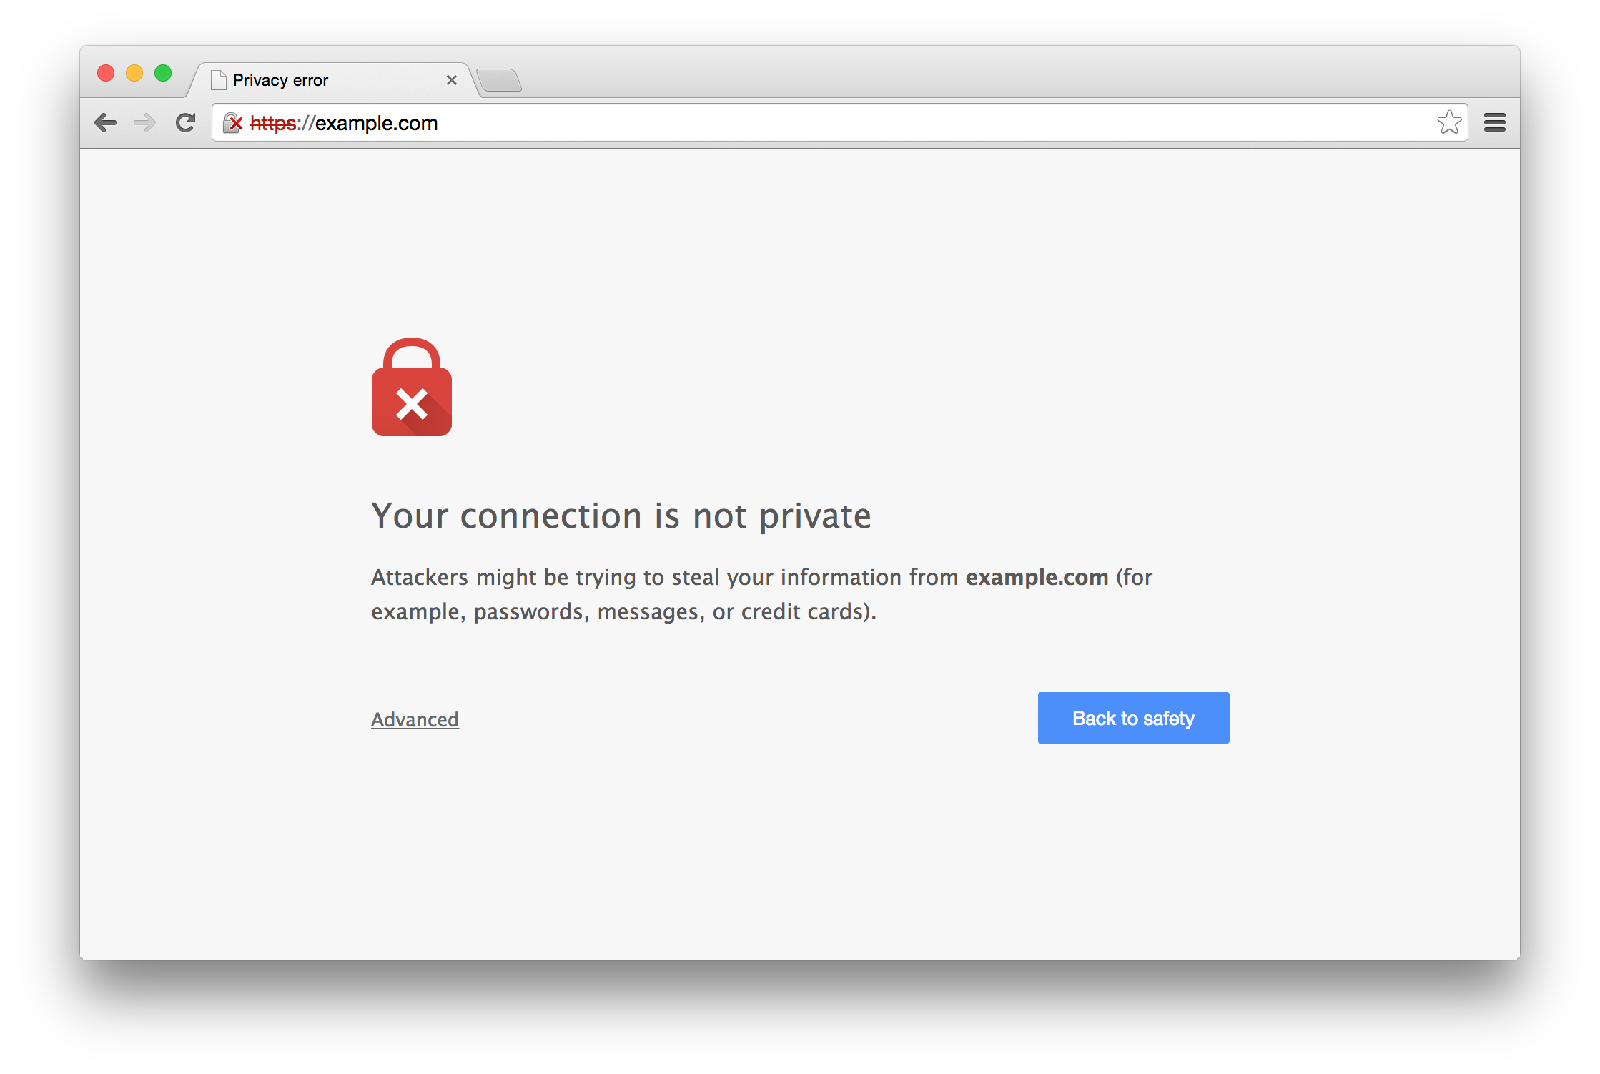 Privacy error
https://example.com
Your connection is not private
Attackers might be trying to steal your information from example.com (for
example, passwords, messages, or credit cards).
Advanced
Back to safety